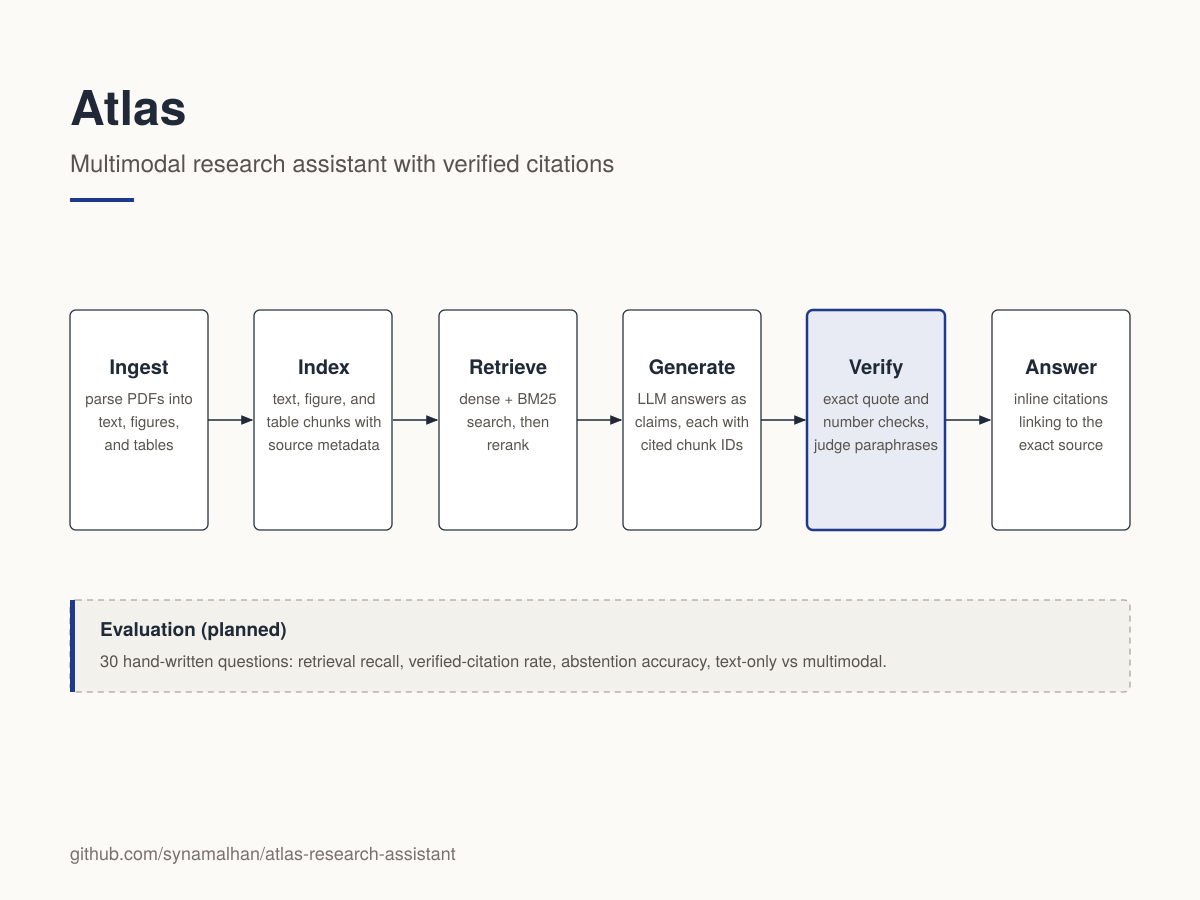 Atlas
Multimodal research assistant with verified citations
Ingest
parse PDFs into
text, figures,
and tables
Index
text, figure, and
table chunks with
source metadata
Retrieve
dense + BM25
search, then
rerank
Generate
LLM answers as
claims, each with
cited chunk IDs
Verify
exact quote and
number checks,
judge paraphrases
Answer
inline citations
linking to the
exact source
Evaluation (planned)
30 hand-written questions: retrieval recall, verified-citation rate, abstention accuracy, text-only vs multimodal.
github.com/synamalhan/atlas-research-assistant